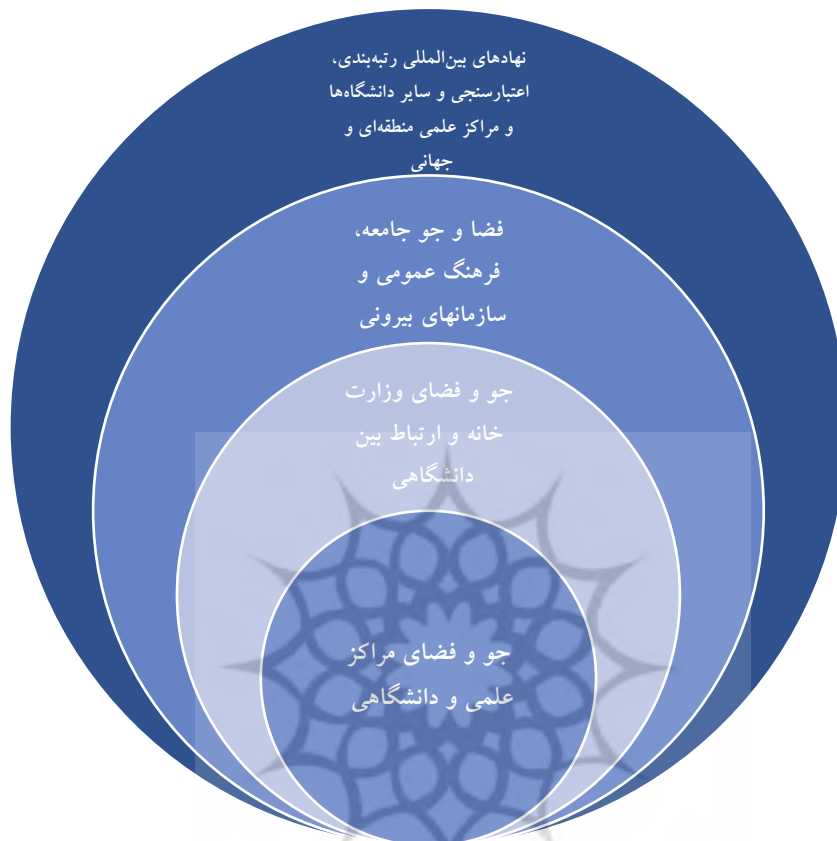 نهادهای بین‌المللی رتبه‌بندی،
اعتبارسنجی و سایر دانشگاه‌ها
و مراکز علمی منطقه‌ای و
جهانی
فضا و جو جامعه،
فرهنگ عمومی و
سازمانهای بیرونی
جو و فضای وزارت
خانه و ارتباط بین
دانشگاهی
جو و فضای مراکز
علمی و دانشگاهی